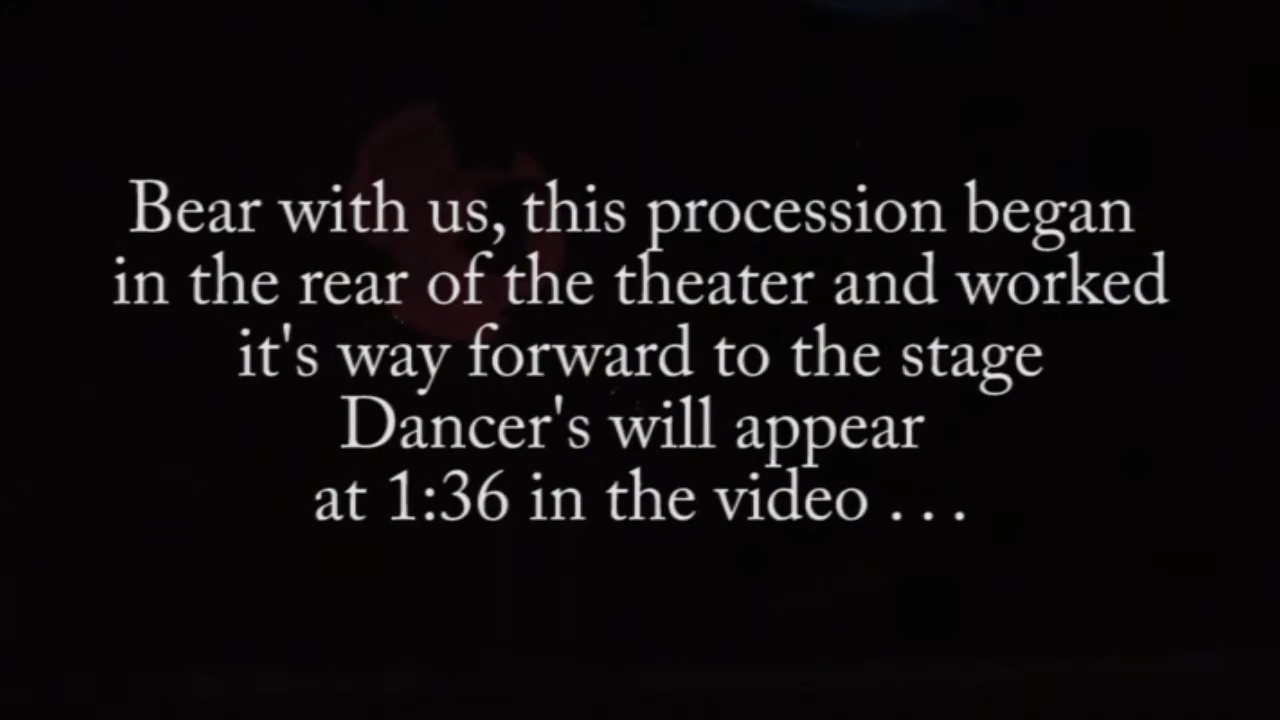 Bear with us, this procession began
in the rear of the theater and worked
it's way forward to the stage
Dancer's will appear
at 1:36 in the video . . .